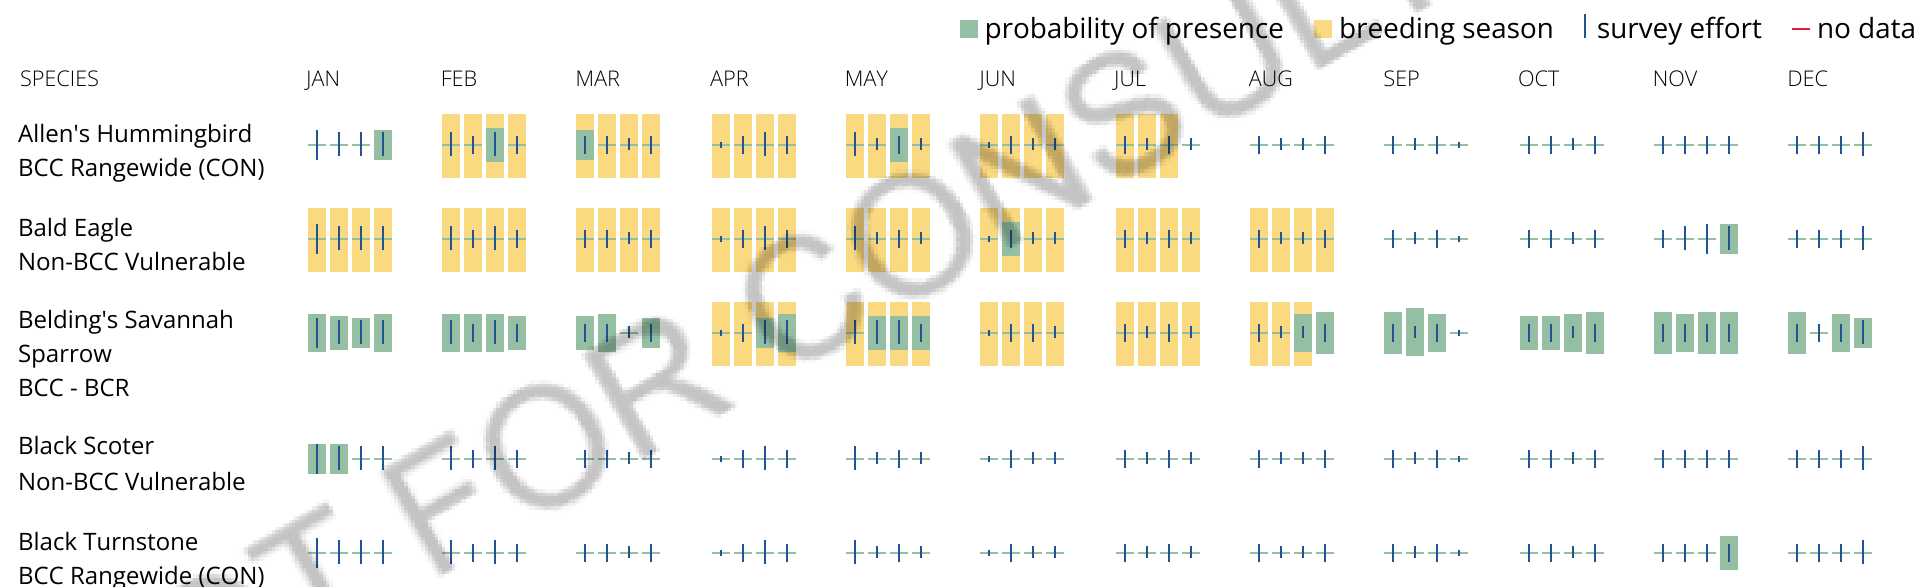 probability of presence breeding season survey effort no data
SPECIES JAN FEB MAR APR MAY JUN JUL AUG SEP OCT NOV DEC
Allen's Hummingbird
BCC Rangewide (CON)
Bald Eagle
Non-BCC Vulnerable
Belding's Savannah
Sparrow
BCC - BCR
Black Scoter
Non-BCC Vulnerable
Black Turnstone
BCC Rangewide (CON)
T FOR CONSUL